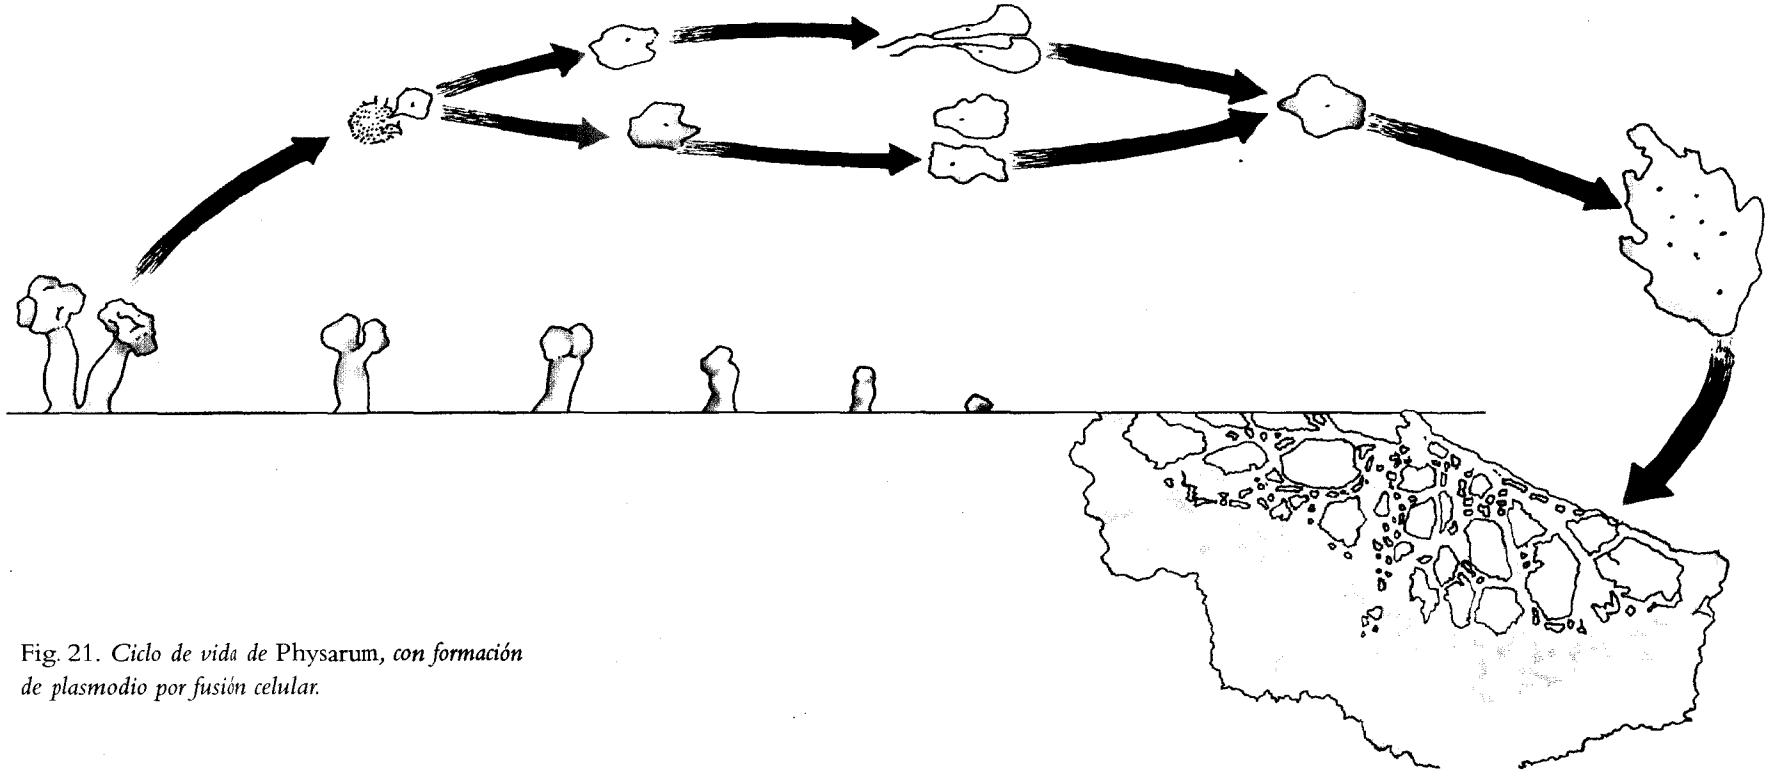 Fig. 21. Ciclo de vida de Physarum, con formación
de plasmodio por fusión celular.